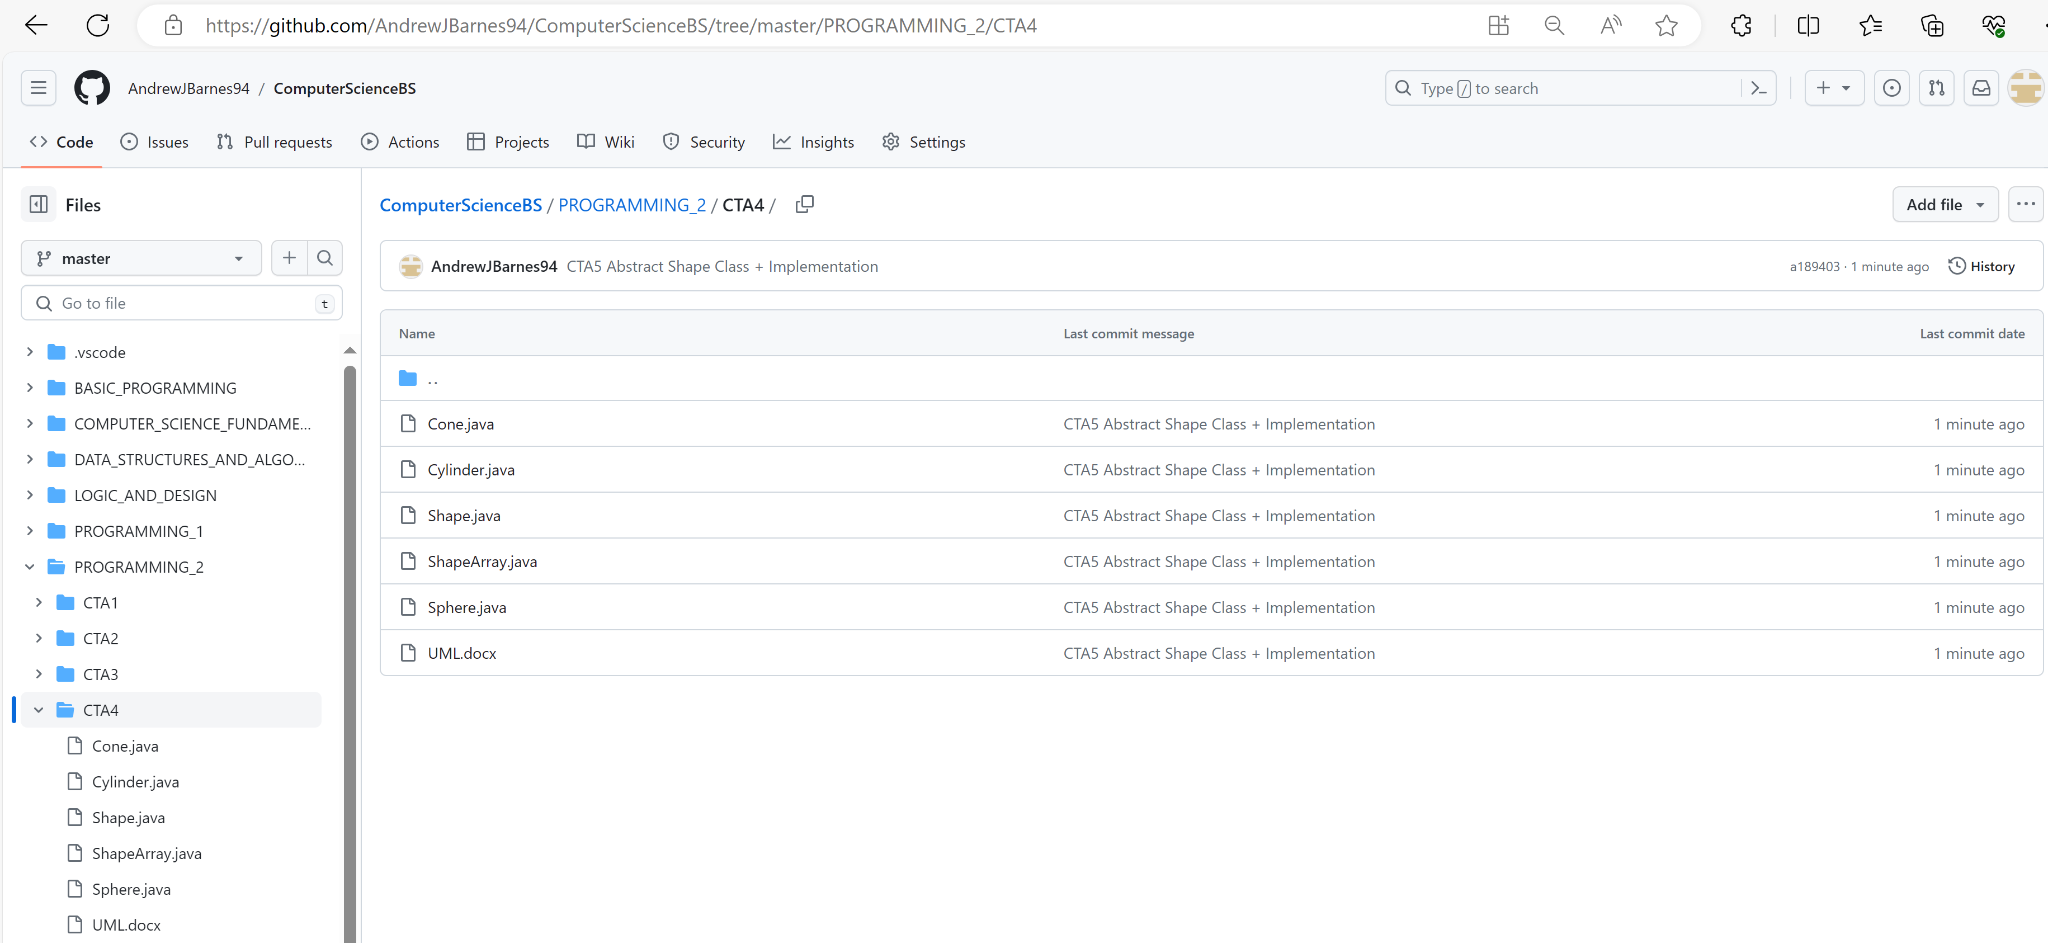 https://github.com/AndrewJBarnes94/ComputerScienceBS/tree/master/PROGRAMMING_2/CTA4
AndrewJBarnes94 / ComputerScienceBS
Type / to search
Code Issues Pull requests Actions Projects Wiki Security Insights Settings
Files
master
Go to file t
.vscode
BASIC_PROGRAMMING
COMPUTER_SCIENCE_FUNDAME...
DATA_STRUCTURES_AND_ALGO...
LOGIC_AND_DESIGN
PROGRAMMING_1
PROGRAMMING_2
CTA1
CTA2
CTA3
CTA4
Cone.java
Cylinder.java
Shape.java
ShapeArray.java
Sphere.java
UML.docx
ComputerScienceBS / PROGRAMMING_2 / CTA4 /
Add file
AndrewJBarnes94 CTA5 Abstract Shape Class + Implementation a189403 · 1 minute ago History
Name Last commit message Last commit date
..
Cone.java CTA5 Abstract Shape Class + Implementation 1 minute ago
Cylinder.java CTA5 Abstract Shape Class + Implementation 1 minute ago
Shape.java CTA5 Abstract Shape Class + Implementation 1 minute ago
ShapeArray.java CTA5 Abstract Shape Class + Implementation 1 minute ago
Sphere.java CTA5 Abstract Shape Class + Implementation 1 minute ago
UML.docx CTA5 Abstract Shape Class + Implementation 1 minute ago